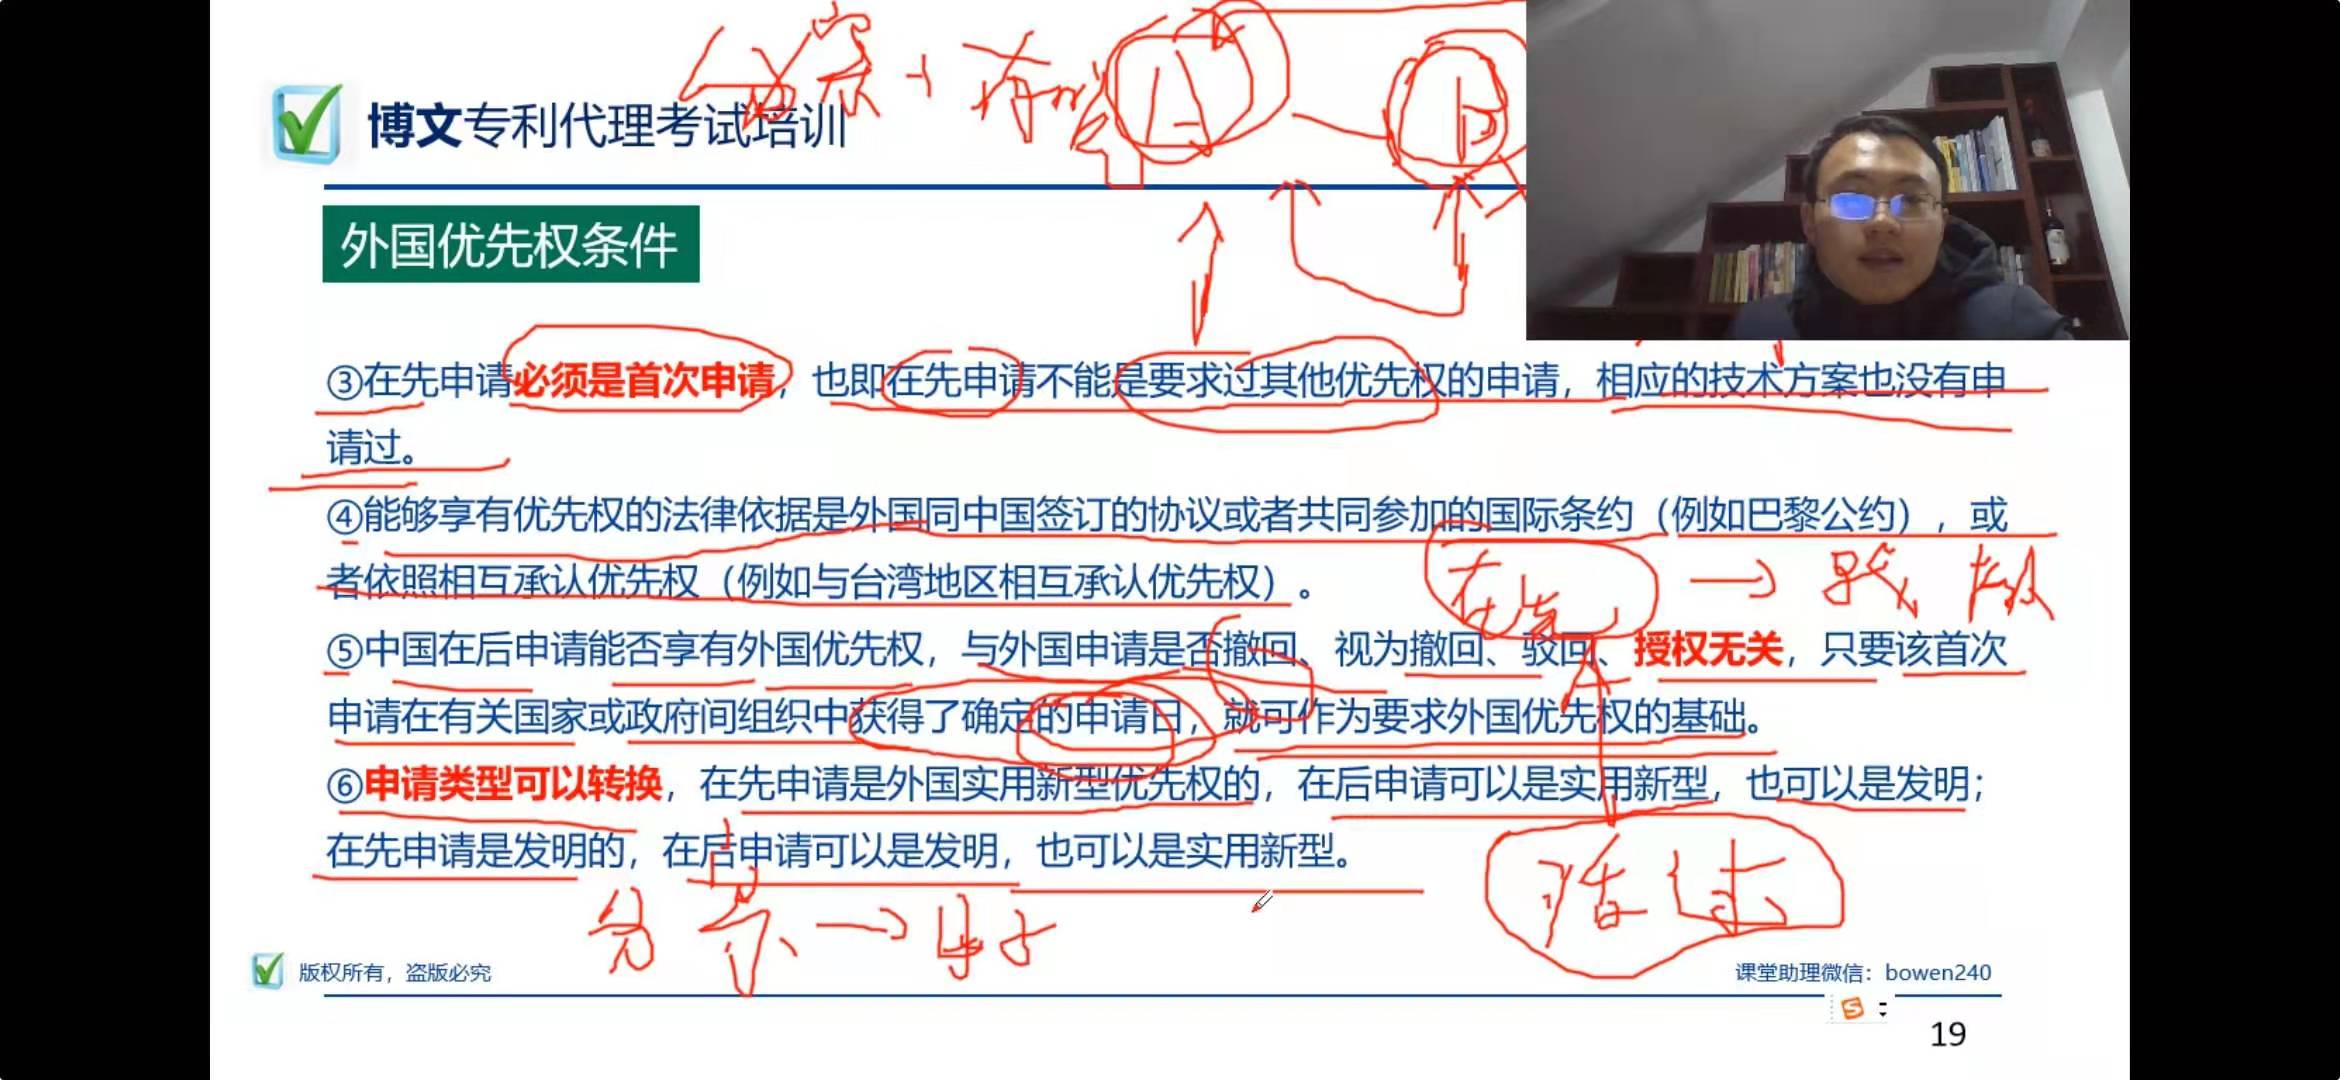 博文专利代理考试培训
外国优先权条件
③在先申请必须是首次申请，也即在先申请不能是要求过其他优先权的申请，相应的技术方案也没有申
请过。
④能够享有优先权的法律依据是外国同中国签订的协议或者共同参加的国际条约（例如巴黎公约），或
者依照相互承认优先权（例如与台湾地区相互承认优先权）。
⑤中国在后申请能否享有外国优先权，与外国申请是否撤回、视为撤回、驳回、授权无关，只要该首次
申请在有关国家或政府间组织中获得了确定的申请日，就可作为要求外国优先权的基础。
⑥申请类型可以转换，在先申请是外国实用新型优先权的，在后申请可以是实用新型，也可以是发明；
在先申请是发明的，在后申请可以是发明，也可以是实用新型。
版权所有，盗版必究
课堂助理微信：bowen240
19